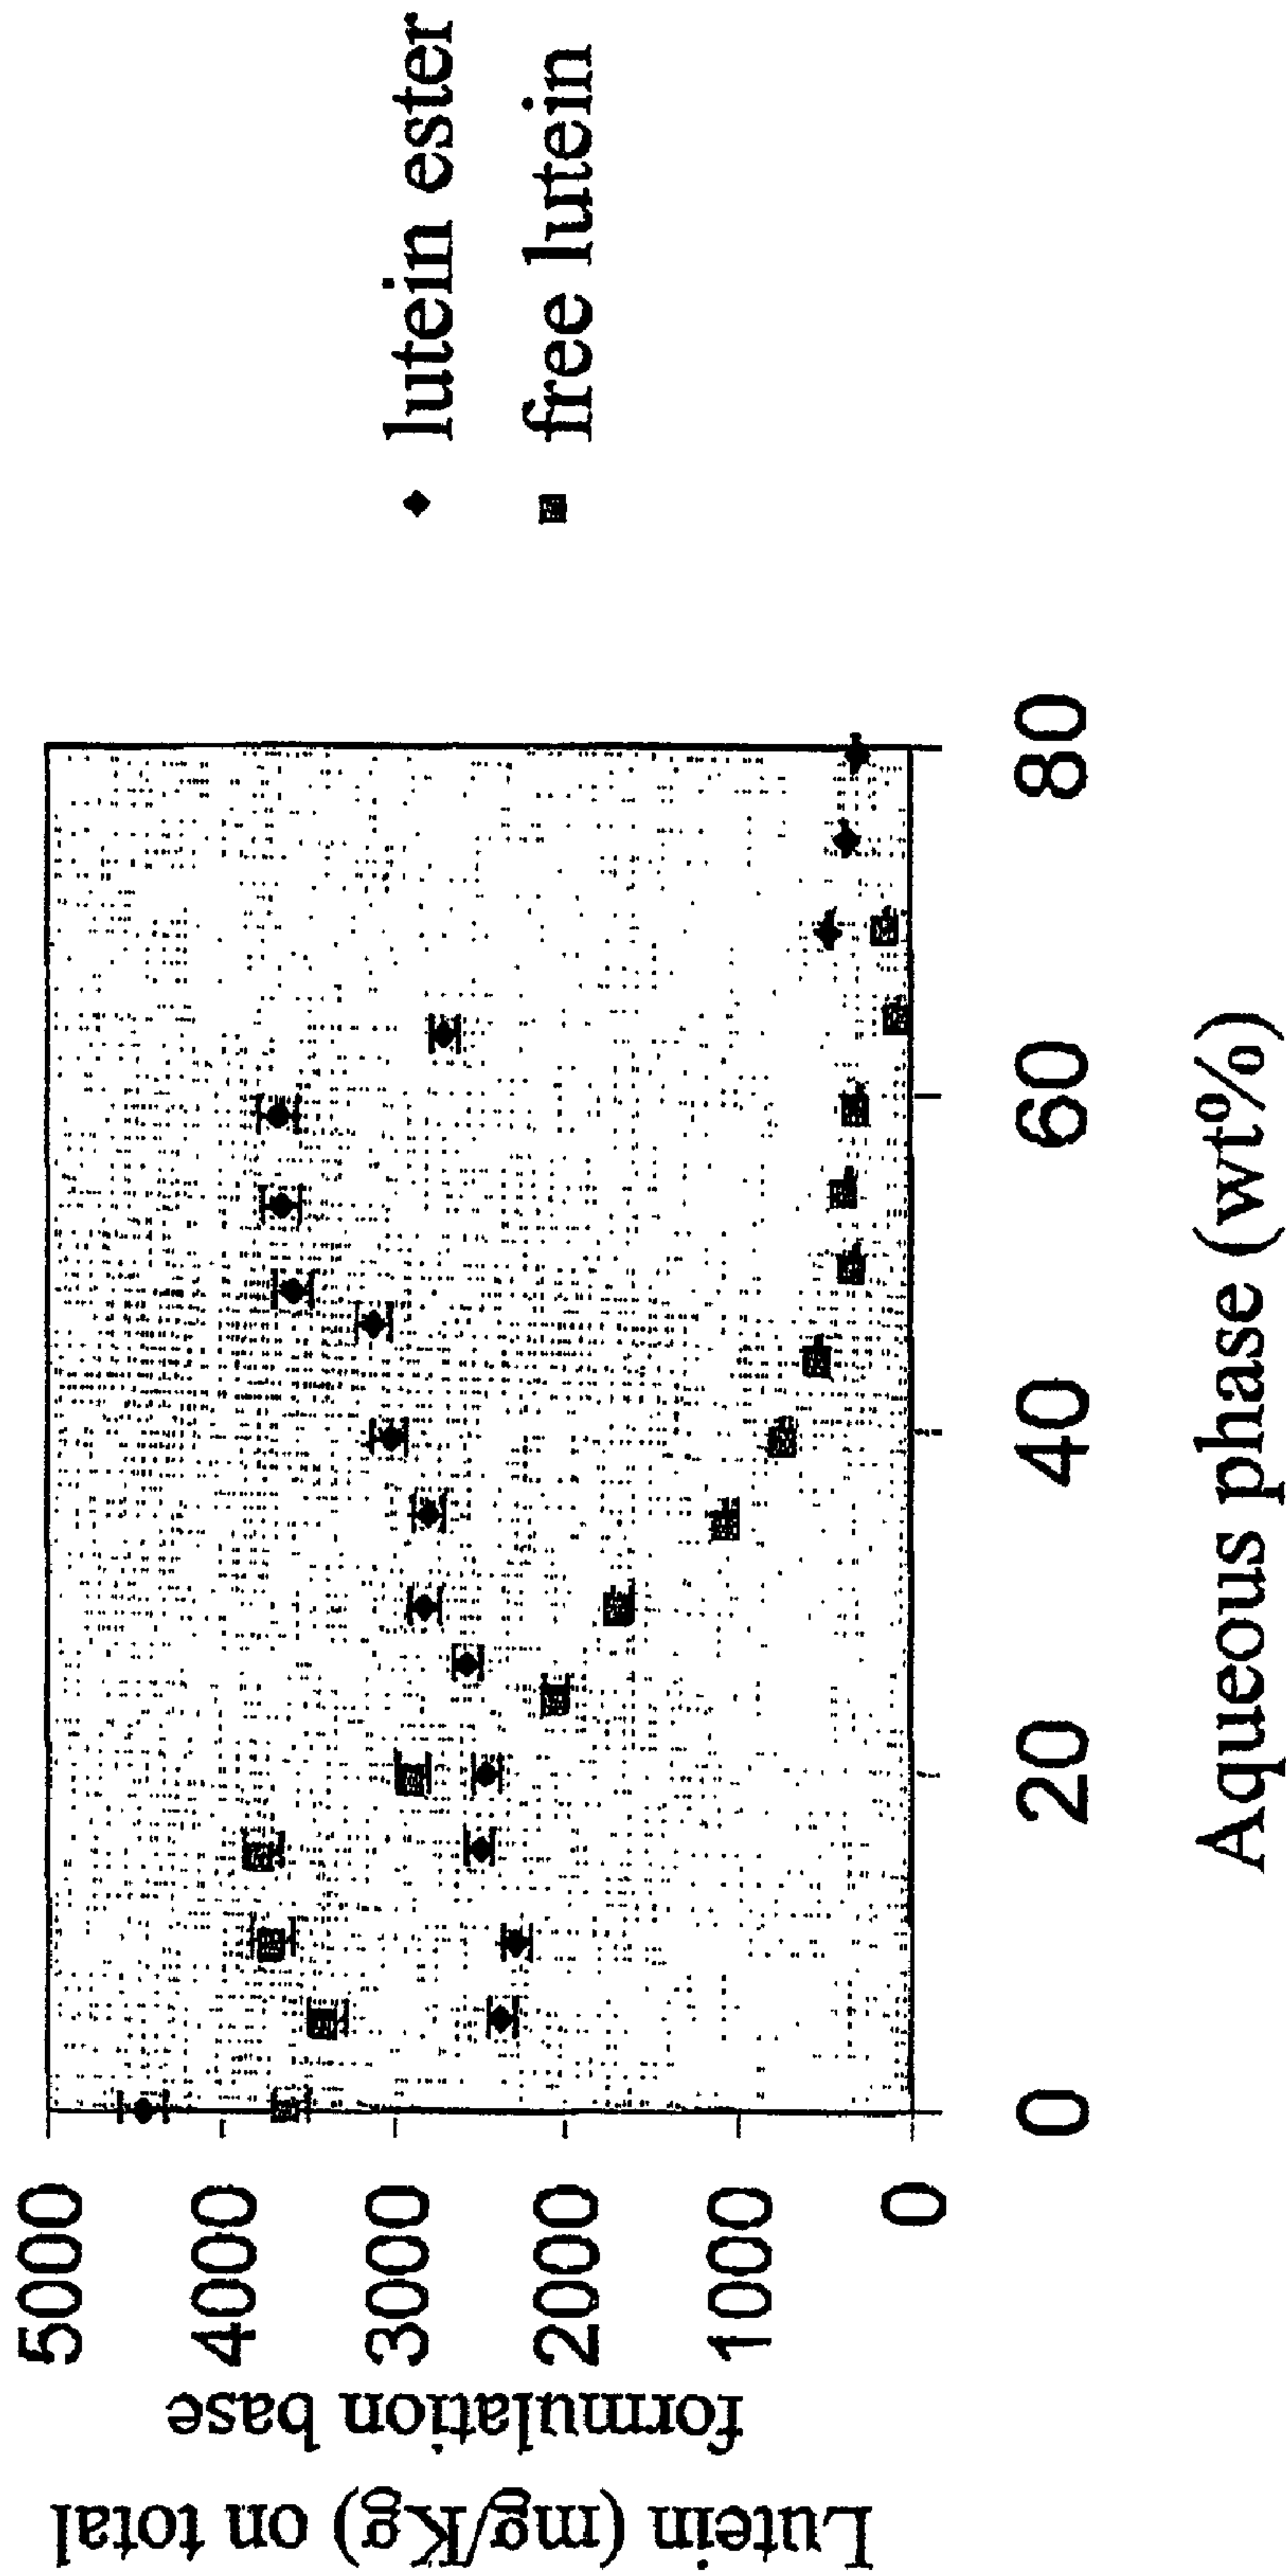 Lutein (mg/Kg) on total
formulation base
5000
4000
3000
2000
1000
0
0
20
40
60
80
Aqueous phase (wt%)
lutein ester
free lutein